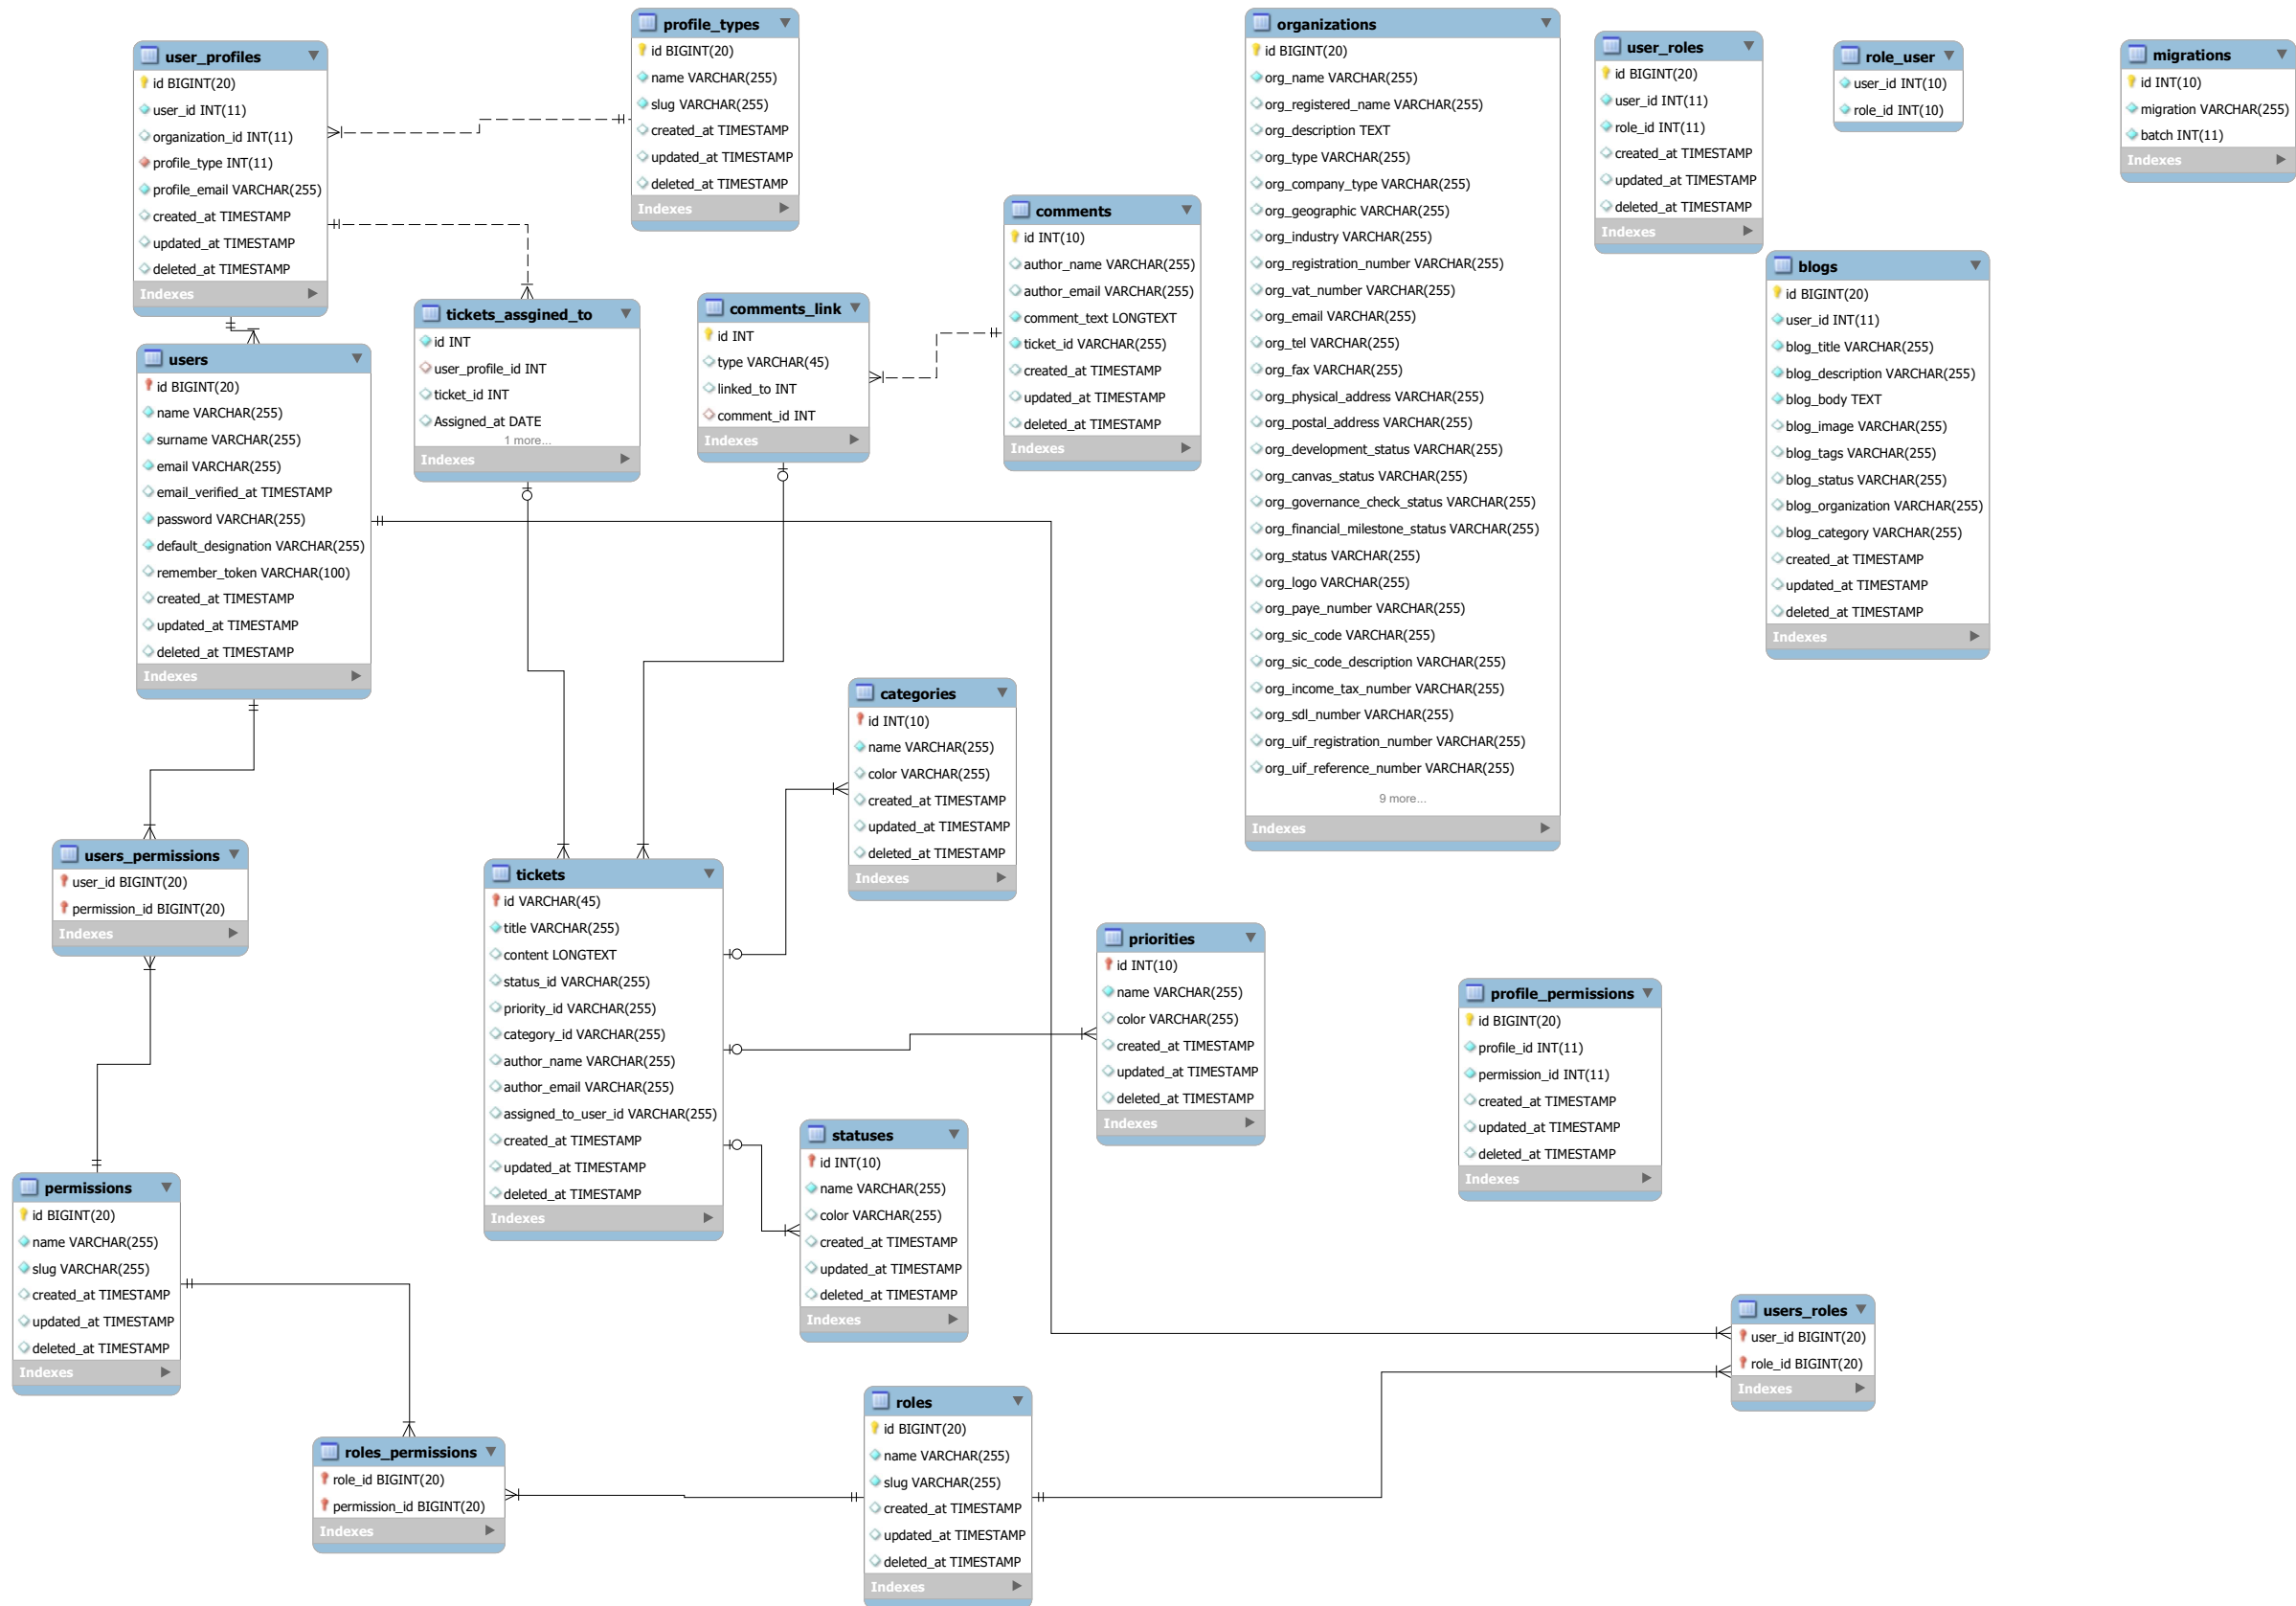 user_profiles
id BIGINT(20)
user_id INT(11)
organization_id INT(11)
profile_type INT(11)
profile_email VARCHAR(255)
created_at TIMESTAMP
updated_at TIMESTAMP
deleted_at TIMESTAMP
Indexes
profile_types
id BIGINT(20)
name VARCHAR(255)
slug VARCHAR(255)
created_at TIMESTAMP
updated_at TIMESTAMP
deleted_at TIMESTAMP
Indexes
organizations
id BIGINT(20)
org_name VARCHAR(255)
org_registered_name VARCHAR(255)
org_description TEXT
org_type VARCHAR(255)
org_company_type VARCHAR(255)
org_geographic VARCHAR(255)
org_industry VARCHAR(255)
org_registration_number VARCHAR(255)
org_vat_number VARCHAR(255)
org_email VARCHAR(255)
org_tel VARCHAR(255)
org_fax VARCHAR(255)
org_physical_address VARCHAR(255)
org_postal_address VARCHAR(255)
org_development_status VARCHAR(255)
org_canvas_status VARCHAR(255)
org_governance_check_status VARCHAR(255)
org_financial_milestone_status VARCHAR(255)
org_status VARCHAR(255)
org_logo VARCHAR(255)
org_paye_number VARCHAR(255)
org_sic_code VARCHAR(255)
org_sic_code_description VARCHAR(255)
org_income_tax_number VARCHAR(255)
org_sdl_number VARCHAR(255)
org_uif_registration_number VARCHAR(255)
org_uif_reference_number VARCHAR(255)
9 more...
Indexes
user_roles
id BIGINT(20)
user_id INT(11)
role_id INT(11)
created_at TIMESTAMP
updated_at TIMESTAMP
deleted_at TIMESTAMP
Indexes
role_user
user_id INT(10)
role_id INT(10)
migrations
id INT(10)
migration VARCHAR(255)
batch INT(11)
Indexes
comments
id INT(10)
author_name VARCHAR(255)
author_email VARCHAR(255)
comment_text LONGTEXT
ticket_id VARCHAR(255)
created_at TIMESTAMP
updated_at TIMESTAMP
deleted_at TIMESTAMP
Indexes
blogs
id BIGINT(20)
user_id INT(11)
blog_title VARCHAR(255)
blog_description VARCHAR(255)
blog_body TEXT
blog_image VARCHAR(255)
blog_tags VARCHAR(255)
blog_status VARCHAR(255)
blog_organization VARCHAR(255)
blog_category VARCHAR(255)
created_at TIMESTAMP
updated_at TIMESTAMP
deleted_at TIMESTAMP
Indexes
tickets_assgined_to
id INT
user_profile_id INT
ticket_id INT
Assigned_at DATE
1 more...
Indexes
comments_link
id INT
type VARCHAR(45)
linked_to INT
comment_id INT
Indexes
users
id BIGINT(20)
name VARCHAR(255)
surname VARCHAR(255)
email VARCHAR(255)
email_verified_at TIMESTAMP
password VARCHAR(255)
default_designation VARCHAR(255)
remember_token VARCHAR(100)
created_at TIMESTAMP
updated_at TIMESTAMP
deleted_at TIMESTAMP
Indexes
categories
id INT(10)
name VARCHAR(255)
color VARCHAR(255)
created_at TIMESTAMP
updated_at TIMESTAMP
deleted_at TIMESTAMP
Indexes
users_permissions
user_id BIGINT(20)
permission_id BIGINT(20)
Indexes
tickets
id VARCHAR(45)
title VARCHAR(255)
content LONGTEXT
status_id VARCHAR(255)
priority_id VARCHAR(255)
category_id VARCHAR(255)
author_name VARCHAR(255)
author_email VARCHAR(255)
assigned_to_user_id VARCHAR(255)
created_at TIMESTAMP
updated_at TIMESTAMP
deleted_at TIMESTAMP
Indexes
priorities
id INT(10)
name VARCHAR(255)
color VARCHAR(255)
created_at TIMESTAMP
updated_at TIMESTAMP
deleted_at TIMESTAMP
Indexes
profile_permissions
id BIGINT(20)
profile_id INT(11)
permission_id INT(11)
created_at TIMESTAMP
updated_at TIMESTAMP
deleted_at TIMESTAMP
Indexes
statuses
id INT(10)
name VARCHAR(255)
color VARCHAR(255)
created_at TIMESTAMP
updated_at TIMESTAMP
deleted_at TIMESTAMP
Indexes
permissions
id BIGINT(20)
name VARCHAR(255)
slug VARCHAR(255)
created_at TIMESTAMP
updated_at TIMESTAMP
deleted_at TIMESTAMP
Indexes
users_roles
user_id BIGINT(20)
role_id BIGINT(20)
Indexes
roles
id BIGINT(20)
name VARCHAR(255)
slug VARCHAR(255)
created_at TIMESTAMP
updated_at TIMESTAMP
deleted_at TIMESTAMP
Indexes
roles_permissions
role_id BIGINT(20)
permission_id BIGINT(20)
Indexes